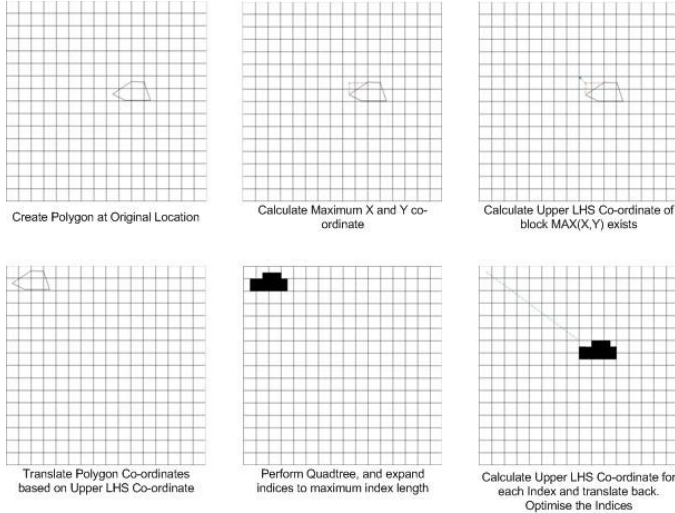 Create Polygon at Original Location
Calculate Maximum X and Y co-
ordinate
Calculate Upper LHS Co-ordinate of
block MAX(X,Y) exists
Translate Polygon Co-ordinates
based on Upper LHS Co-ordinate
Perform Quadtree, and expand
indices to maximum index length
Calculate Upper LHS Co-ordinate for
each Index and translate back.
Optimise the Indices